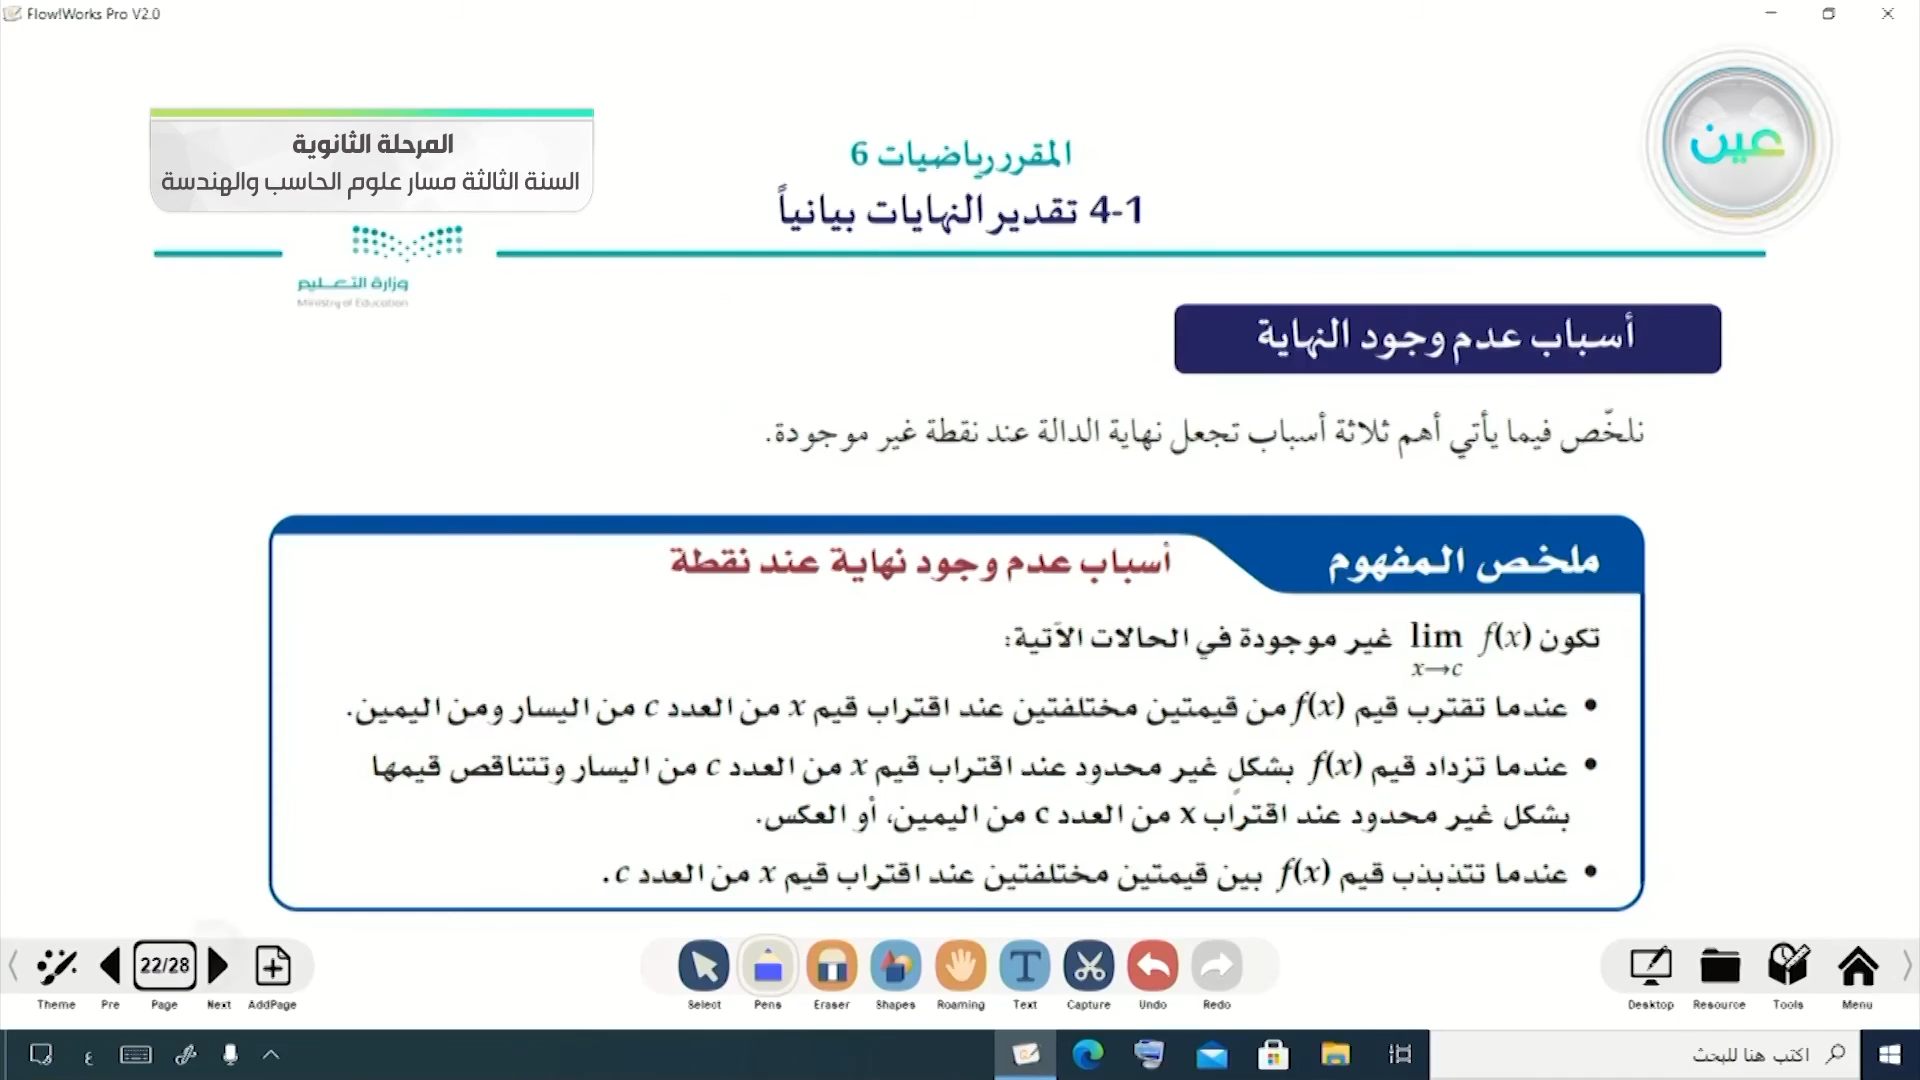 Flow!Works Pro V2.0
عين
المرحلة الثانوية
السنة الثالثة مسار علوم الحاسب والهندسة
المقرر رياضيات 6
4-1 تقدير النهايات بيانياً
وزارة التعليم
Ministry of Education
أسباب عدم وجود النهاية
نلخّص فيما يأتي أهم ثلاثة أسباب تجعل نهاية الدالة عند نقطة غير موجودة.
ملخص المفهوم
أسباب عدم وجود نهاية عند نقطة
تكون lim f(x) غير موجودة في الحالات الآتية:
x→c
• عندما تقترب قيم f(x) من قيمتين مختلفتين عند اقتراب قيم x من العدد c من اليسار ومن اليمين.
• عندما تزداد قيم f(x) بشكلٍ غير محدود عند اقتراب قيم x من العدد c من اليسار وتتناقص قيمها
بشكل غير محدود عند اقتراب x من العدد c من اليمين، أو العكس.
• عندما تتذبذب قيم f(x) بين قيمتين مختلفتين عند اقتراب قيم x من العدد c.
22/28
Theme Pre Page Next AddPage
Select Pens Eraser Shapes Roaming Text Capture Undo Redo
Desktop Resource Tools Menu
ع
اكتب هنا للبحث